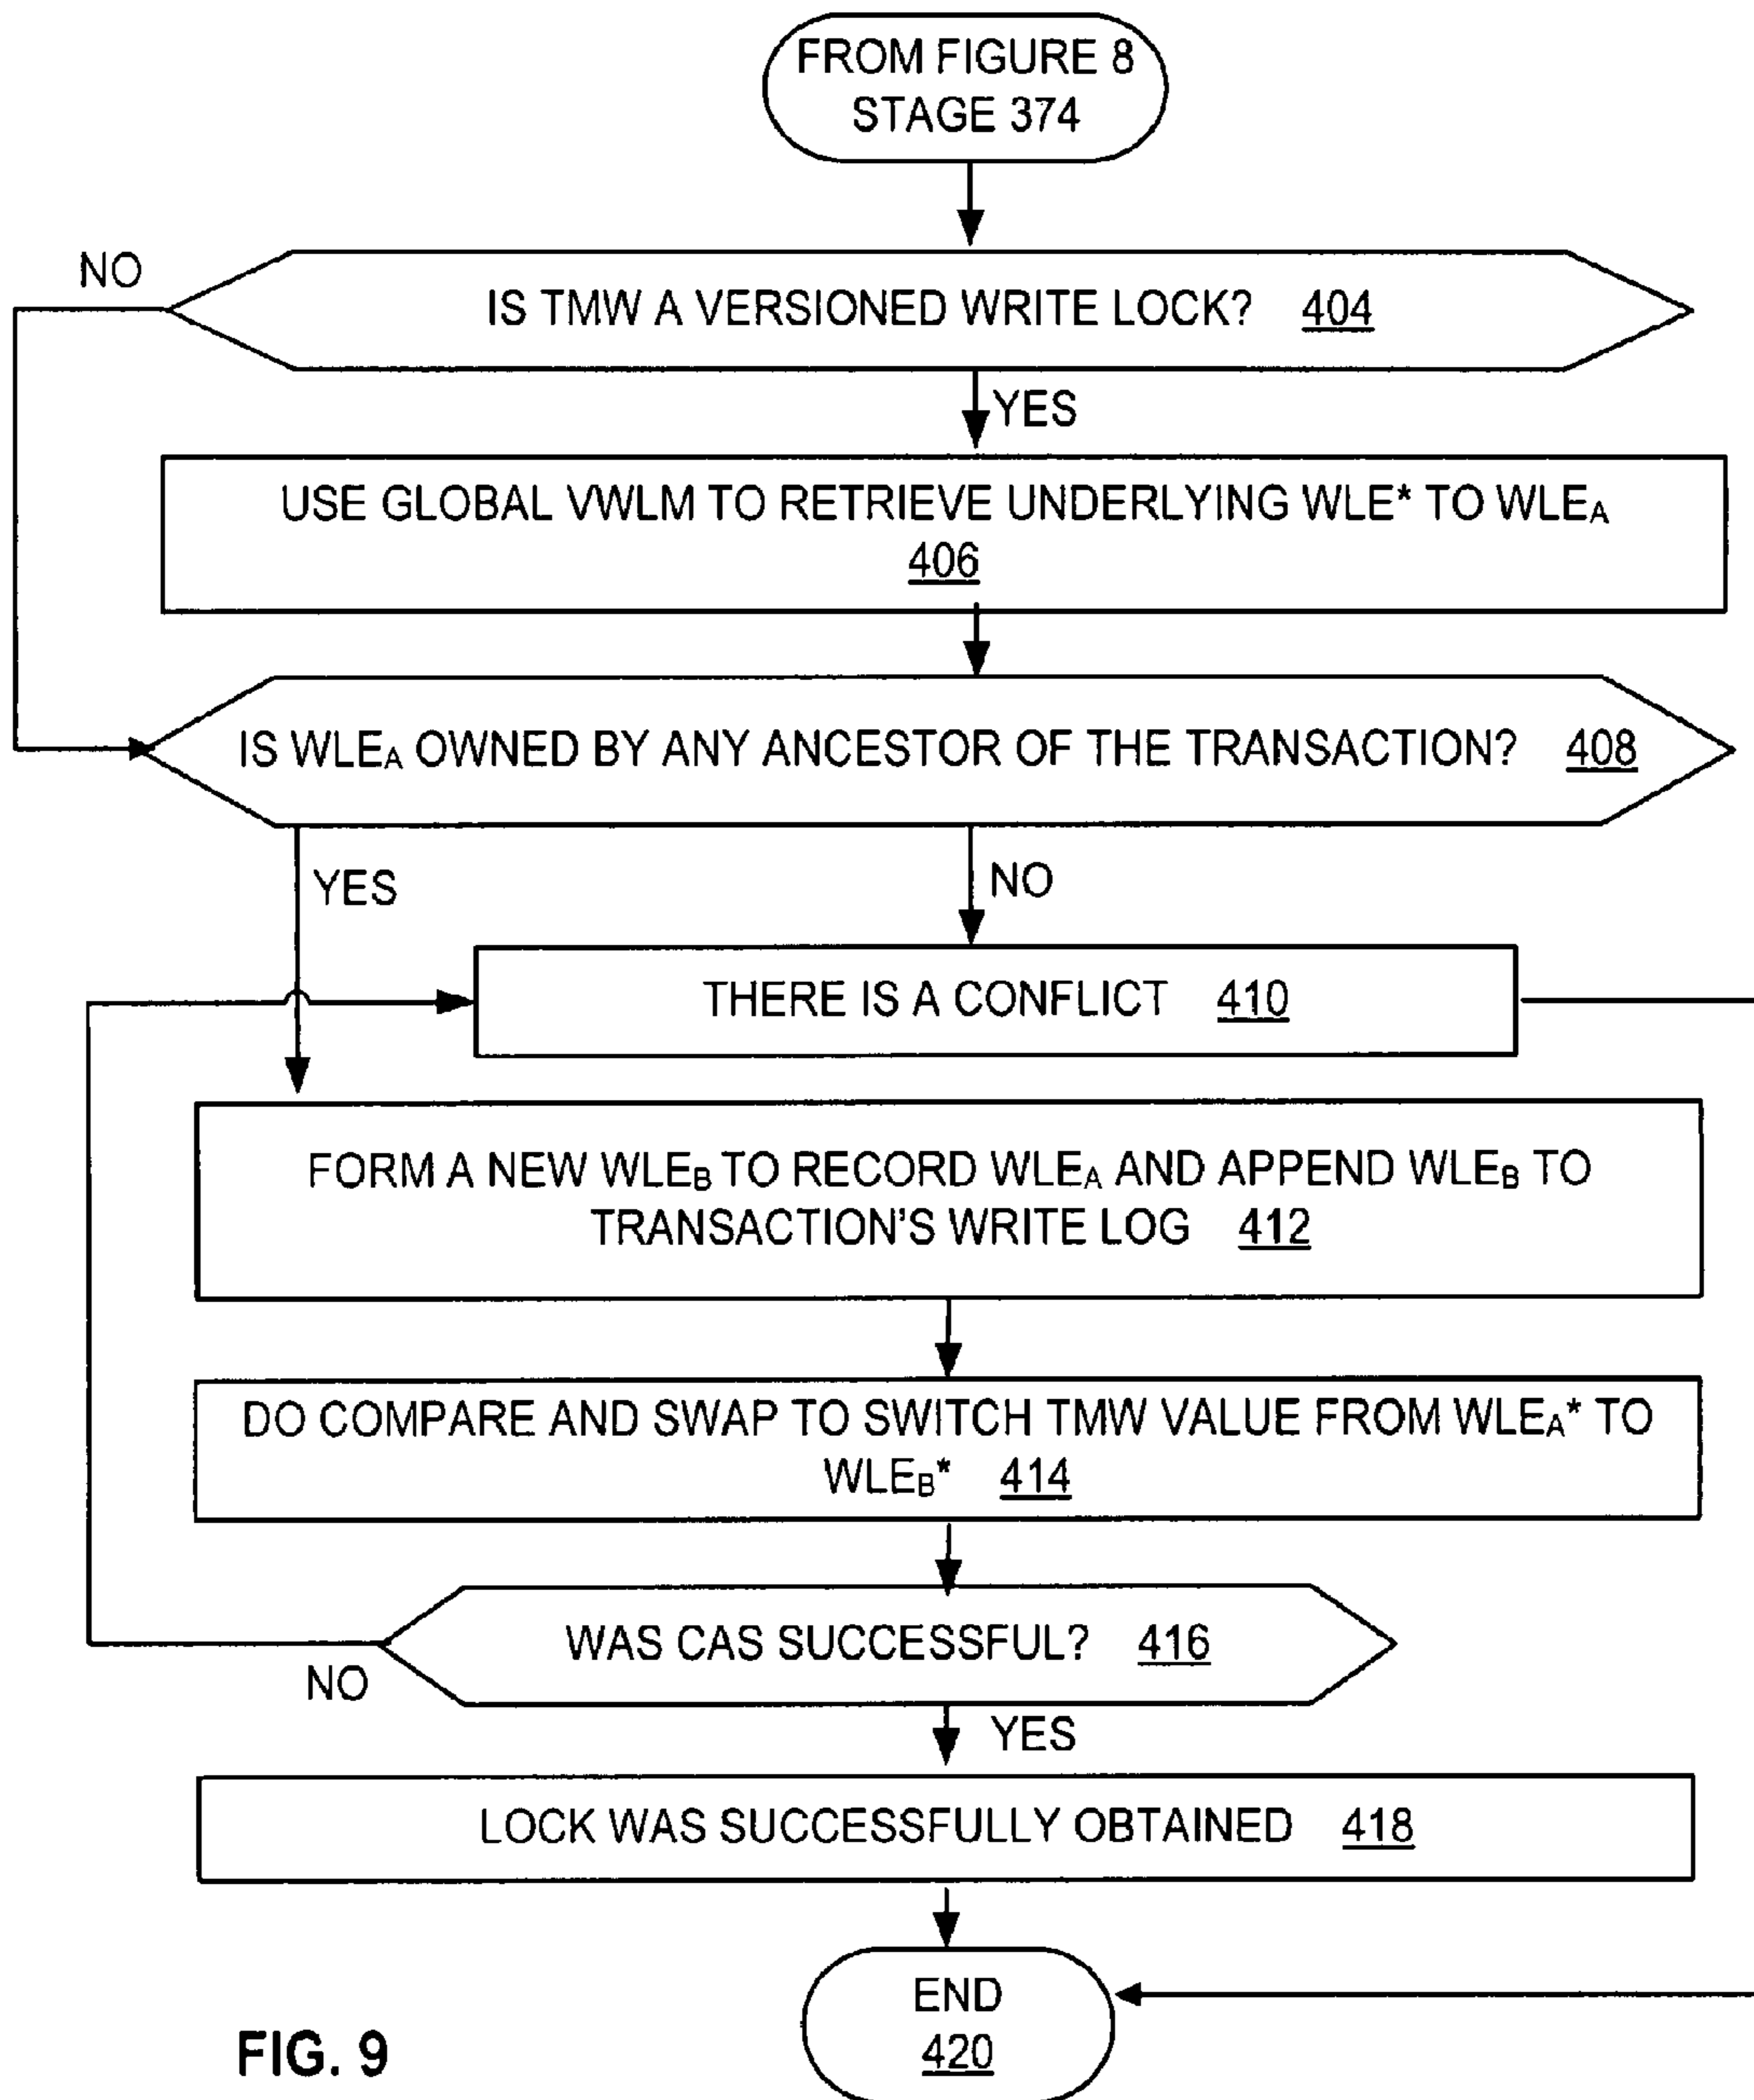 FROM FIGURE 8
STAGE 374
NO
IS TMW A VERSIONED WRITE LOCK? 404
YES
USE GLOBAL VWLM TO RETRIEVE UNDERLYING WLE* TO WLEA
406
IS WLEA OWNED BY ANY ANCESTOR OF THE TRANSACTION? 408
YES
NO
THERE IS A CONFLICT 410
FORM A NEW WLEB TO RECORD WLEA AND APPEND WLEB TO
TRANSACTION'S WRITE LOG 412
DO COMPARE AND SWAP TO SWITCH TMW VALUE FROM WLEA* TO
WLEB* 414
WAS CAS SUCCESSFUL? 416
NO
YES
LOCK WAS SUCCESSFULLY OBTAINED 418
END
420
FIG. 9